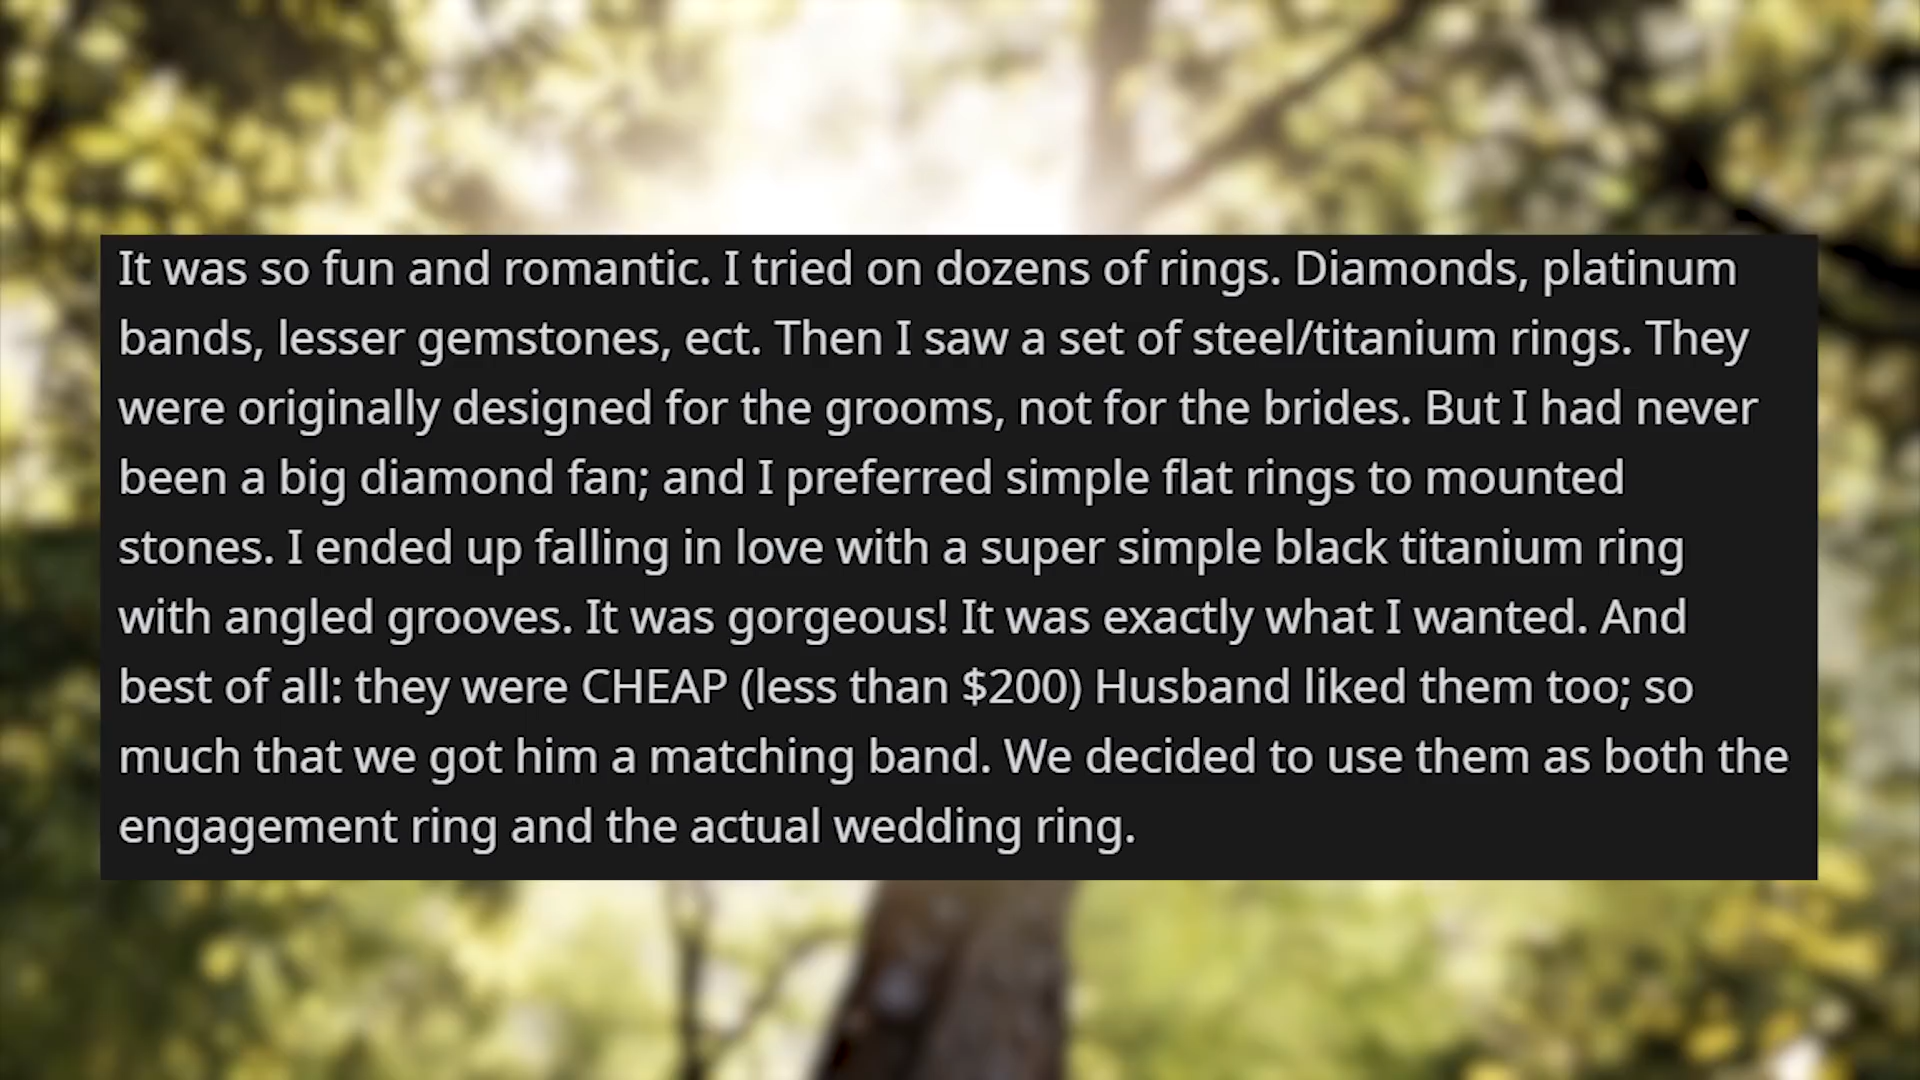 It was so fun and romantic. I tried on dozens of rings. Diamonds, platinum
bands, lesser gemstones, ect. Then I saw a set of steel/titanium rings. They
were originally designed for the grooms, not for the brides. But I had never
been a big diamond fan; and I preferred simple flat rings to mounted
stones. I ended up falling in love with a super simple black titanium ring
with angled grooves. It was gorgeous! It was exactly what I wanted. And
best of all: they were CHEAP (less than $200) Husband liked them too; so
much that we got him a matching band. We decided to use them as both the
engagement ring and the actual wedding ring.